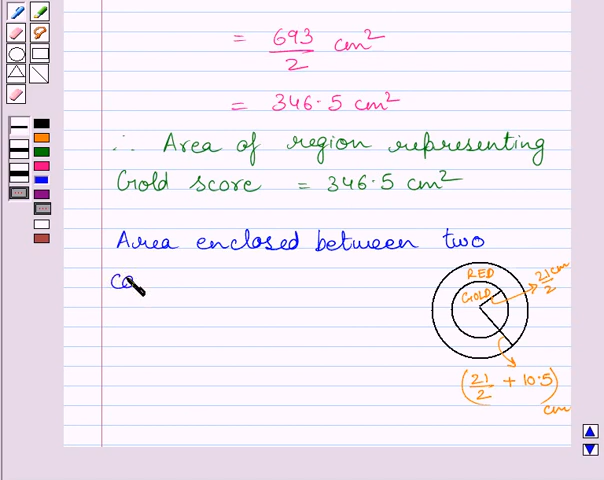 = 693/2 cm²
= 346.5 cm²
∴ Area of region representing
Gold score = 346.5 cm²
Area enclosed between two
co
RED
GOLD
21/2 cm
(21/2 + 10.5) cm